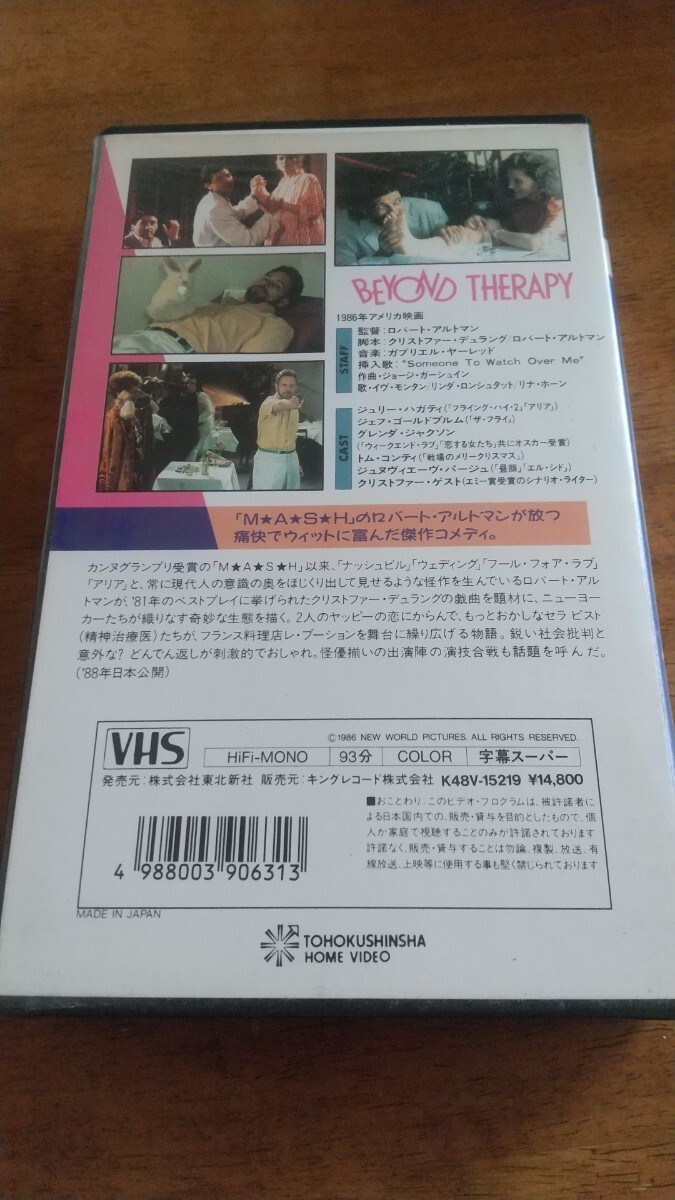 BEYOND THERAPY
1986年アメリカ映画
STAFF
監督：ロバート・アルトマン
脚本：クリストファー・デュラング/ロバート・アルトマン
音楽：ガブリエル・ヤーレッド
挿入歌："Someone To Watch Over Me"
作曲・ジョージ・ガーシュイン
歌・イヴ・モンタン/リンダ・ロンシュタット/リナ・ホーン
CAST
ジュリー・ハガティ(「フライング・ハイ・2」「アリア」)
ジェフ・ゴールドブルム(「ザ・フライ」)
グレンダ・ジャクソン
(「ウィークエンド・ラブ」「恋する女たち」共にオスカー受賞)
トム・コンティ(「戦場のメリークリスマス」)
ジュヌヴィエーヴ・パージュ(「昼顔」「エル・シド」)
クリストファー・ゲスト(エミー賞受賞のシナリオ・ライター)
「M★A★S★H」のロバート・アルトマンが放つ
痛快でウィットに富んだ傑作コメディ。
カンヌグランプリ受賞の「M★A★S★H」以来、「ナッシュビル」「ウェディング」「フール・フォア・ラブ」
「アリア」と、常に現代人の意識の奥をほじくり出して見せるような怪作を生んでいるロバート・アル
トマンが、'81年のベストプレイに挙げられたクリストファー・デュラングの戯曲を題材に、ニューヨー
カーたちが織りなす奇妙な生態を描く。2人のヤッピーの恋にからんで、もっとおかしなセラピスト
(精神治療医)たちが、フランス料理店レ・ブーションを舞台に繰り広げる物語。鋭い社会批判と
意外な？どんでん返しが刺激的でおしゃれ。怪優揃いの出演陣の演技合戦も話題を呼んだ。
('88年日本公開)
VHS
©1986 NEW WORLD PICTURES. ALL RIGHTS RESERVED.
HiFi-MONO 93分 COLOR 字幕スーパー
発売元：株式会社東北新社 販売元：キングレコード株式会社 K48V-15219 ¥14,800
■おことわり：このビデオ・プログラムは、被許諾者に
よる日本国内での、販売・貸与を目的としたもので、個
人が家庭で視聴することのみが許諾されております
許諾なく、販売・貸与することは勿論、複製、放送、有
線放送、上映等に使用する事も堅く禁じられております
4 988003 906313
MADE IN JAPAN
TOHOKUSHINSHA
HOME VIDEO